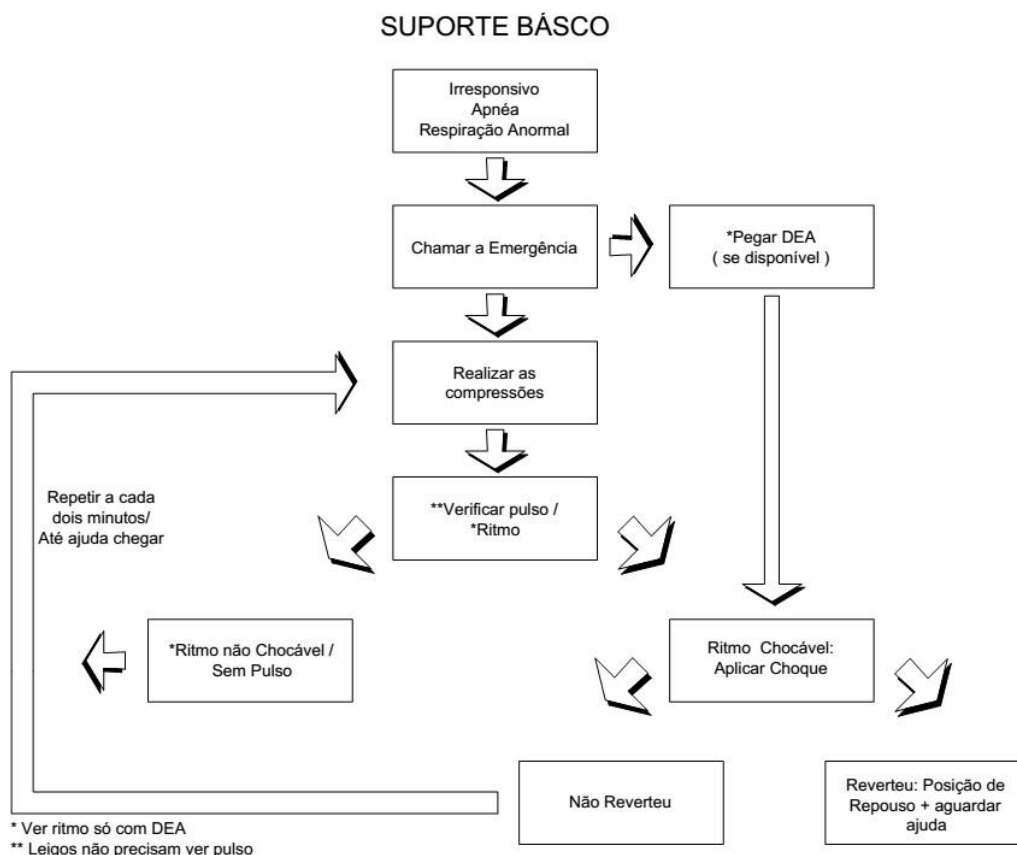 SUPORTE BÁSCO
Irresponsivo
Apnéa
Respiração Anormal
Chamar a Emergência
*Pegar DEA
( se disponível )
Realizar as
compressões
Repetir a cada
dois minutos/
Até ajuda chegar
**Verificar pulso /
*Ritmo
*Ritmo não Chocável /
Sem Pulso
Ritmo Chocável:
Aplicar Choque
Não Reverteu
Reverteu: Posição de
Repouso + aguardar
ajuda
* Ver ritmo só com DEA
** Leigos não precisam ver pulso